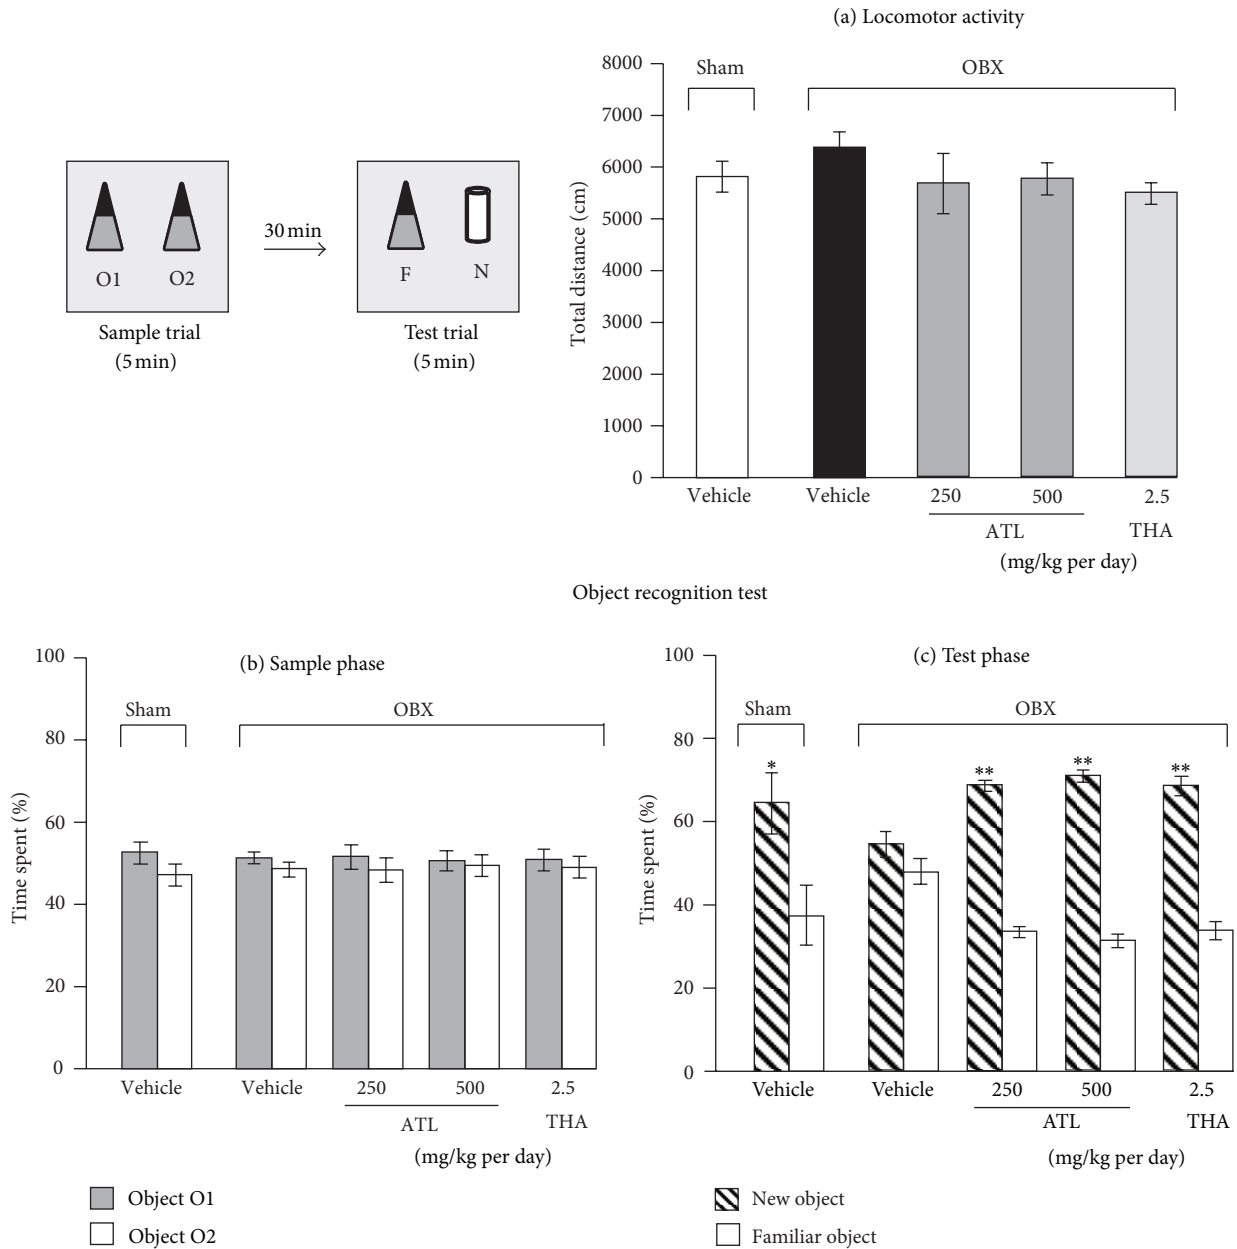 (a) Locomotor activity
8000
7000
6000
5000
4000
3000
2000
1000
0
Total distance (cm)
Sham
OBX
Vehicle
Vehicle
250
500
2.5
ATL
THA
(mg/kg per day)
O1
O2
30 min
F
N
Sample trial
(5 min)
Test trial
(5 min)
Object recognition test
(b) Sample phase
100
80
60
40
20
0
Time spent (%)
Sham
OBX
Vehicle
Vehicle
250
500
2.5
ATL
THA
(mg/kg per day)
Object O1
Object O2
(c) Test phase
100
80
60
40
20
0
Time spent (%)
Sham
OBX
*
**
**
**
Vehicle
Vehicle
250
500
2.5
ATL
THA
(mg/kg per day)
New object
Familiar object